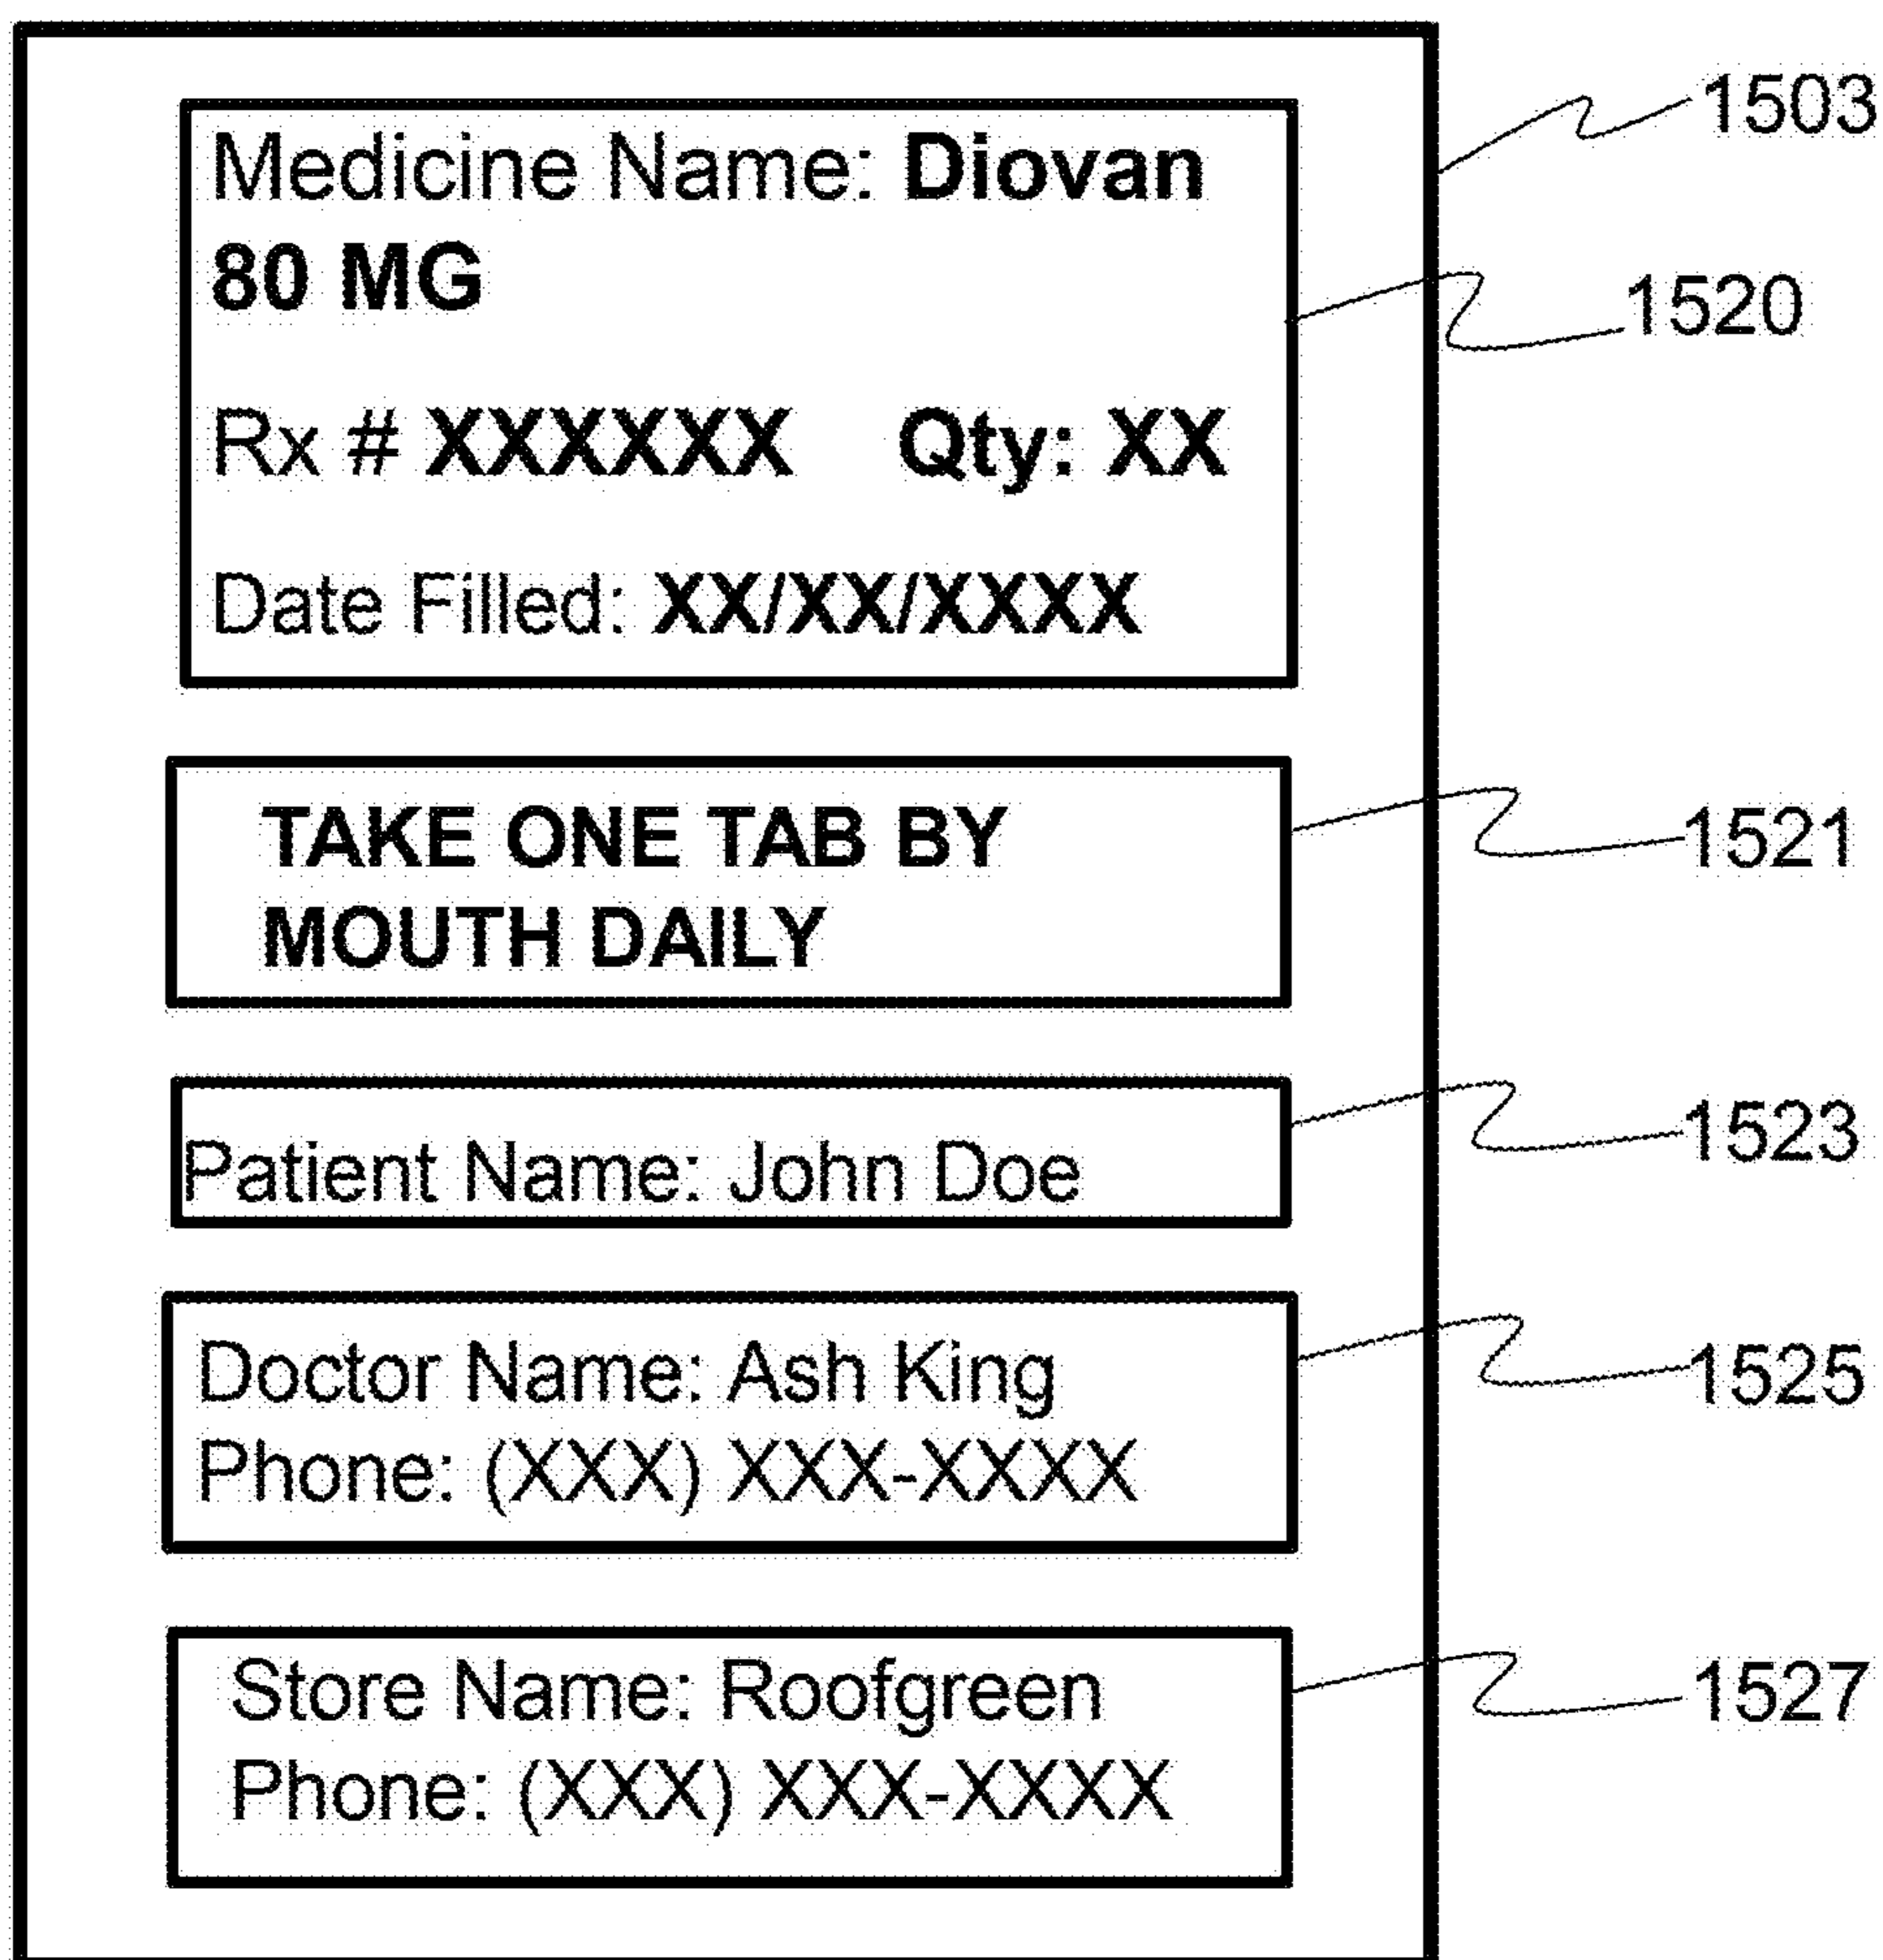 1503
Medicine Name: Diovan
80 MG
1520
Rx # XXXXXX Qty: XX
Date Filled: XX/XX/XXXX
TAKE ONE TAB BY
1521
MOUTH DAILY
Patient Name: John Doe
1523
Doctor Name: Ash King
1525
Phone: (XXX) XXX-XXXX
Store Name: Roofgreen
1527
Phone: (XXX) XXX-XXXX